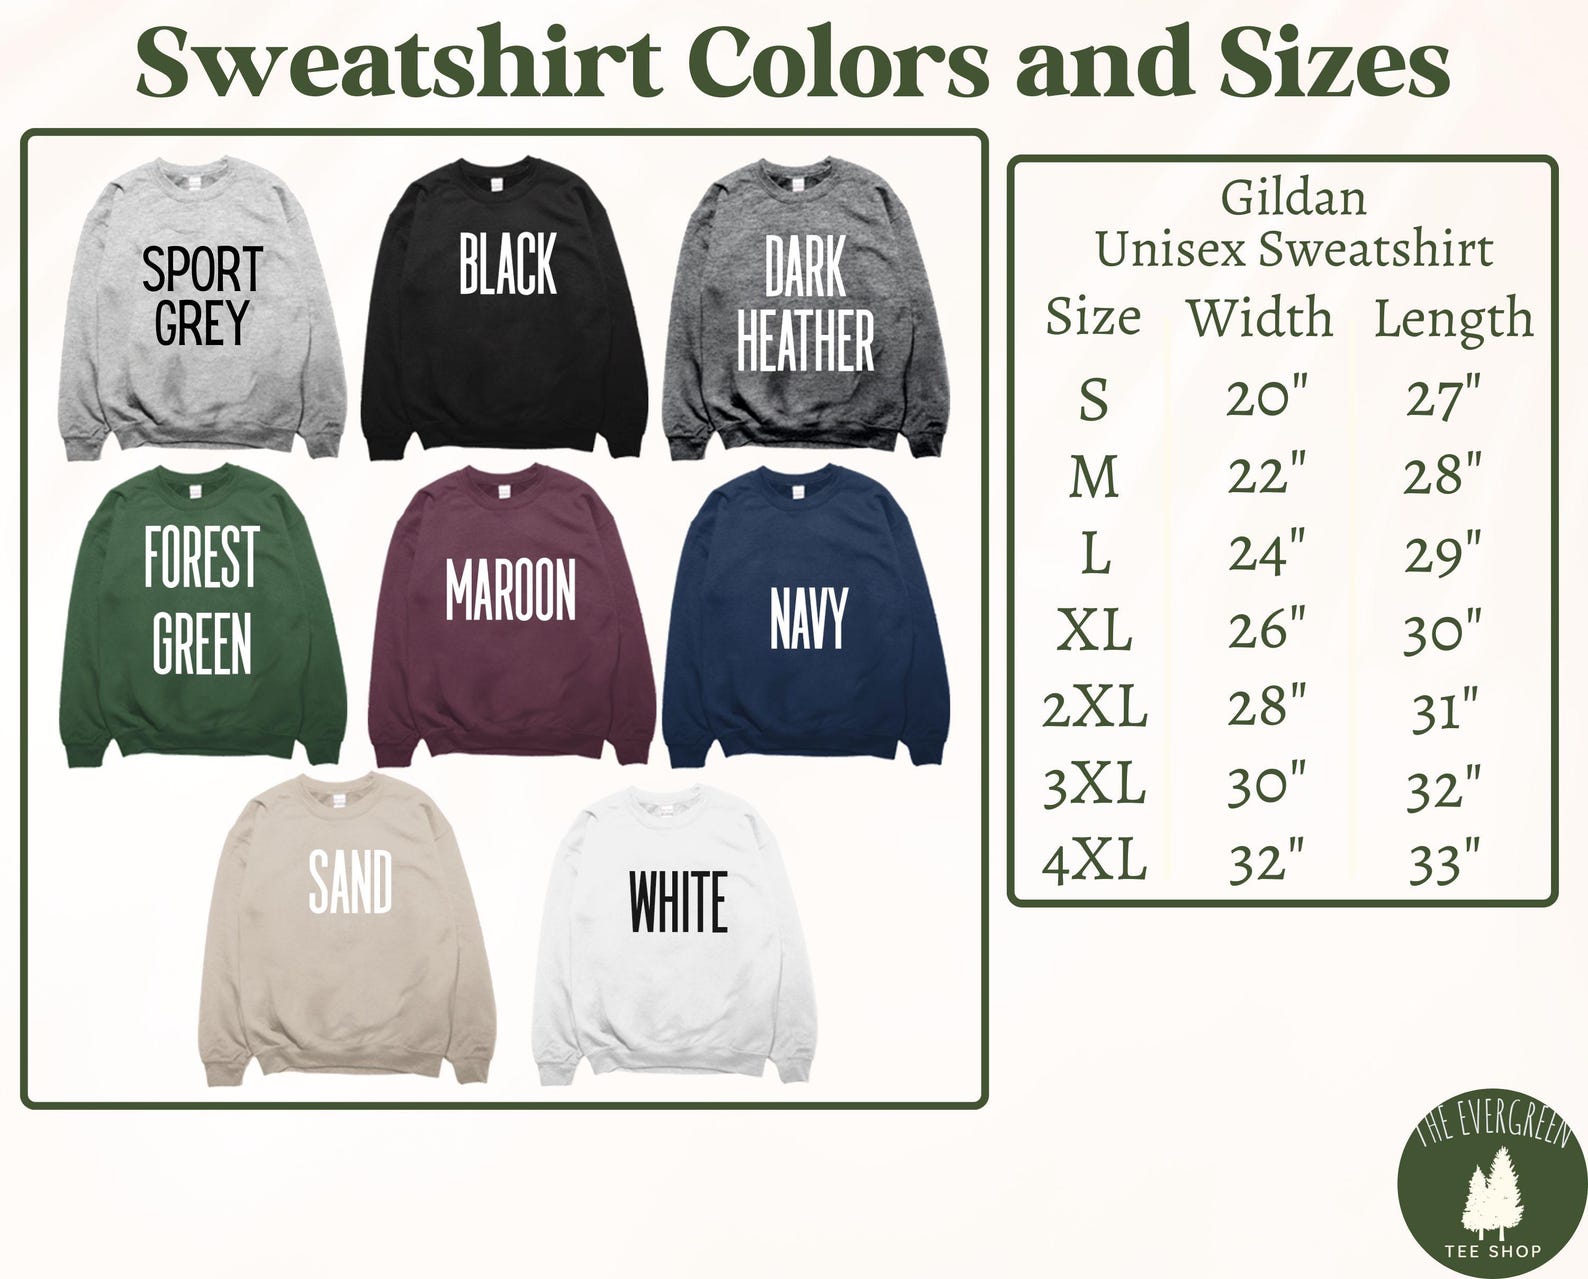 Sweatshirt Colors and Sizes
SPORT
GREY
BLACK
DARK
HEATHER
FOREST
GREEN
MAROON
NAVY
SAND
WHITE
Gildan
Unisex Sweatshirt
Size Width Length
S 20" 27"
M 22" 28"
L 24" 29"
XL 26" 30"
2XL 28" 31"
3XL 30" 32"
4XL 32" 33"
THE EVERGREEN
TEE SHOP